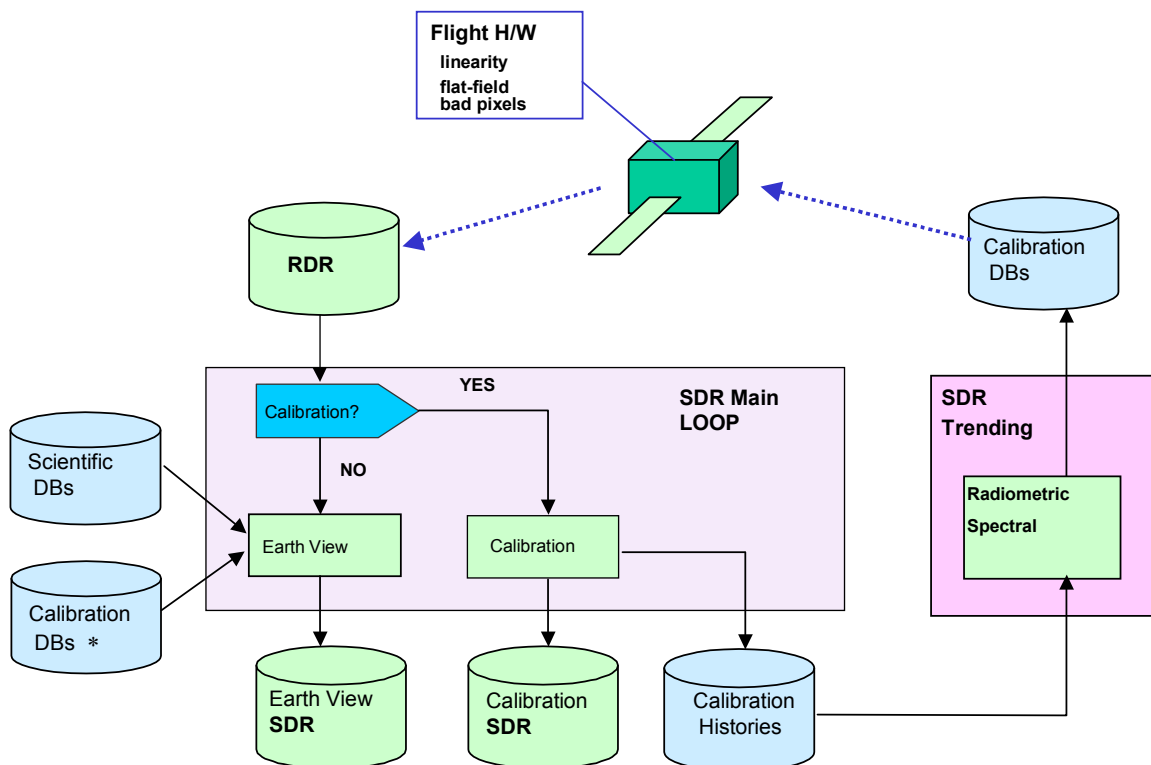 Flight H/W
linearity
flat-field
bad pixels
RDR
Calibration
DBs
Calibration?
YES
SDR Main
LOOP
NO
SDR
Trending
Radiometric
Spectral
Scientific
DBs
Earth View
Calibration
Calibration
DBs *
Earth View
SDR
Calibration
SDR
Calibration
Histories